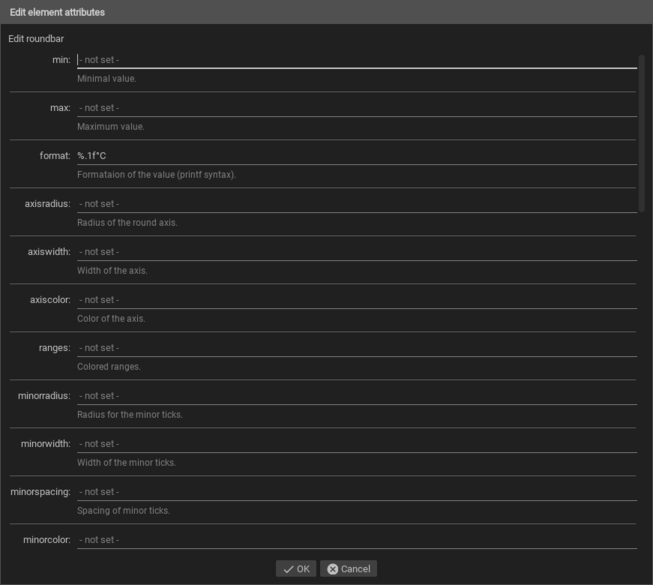 Edit element attributes
Edit roundbar
min: - not set -
Minimal value.
max: - not set -
Maximum value.
format: %.1f°C
Formataion of the value (printf syntax).
axisradius: - not set -
Radius of the round axis.
axiswidth: - not set -
Width of the axis.
axiscolor: - not set -
Color of the axis.
ranges: - not set -
Colored ranges.
minorradius: - not set -
Radius for the minor ticks.
minorwidth: - not set -
Width of the minor ticks.
minorspacing: - not set -
Spacing of minor ticks.
minorcolor: - not set -
OK Cancel